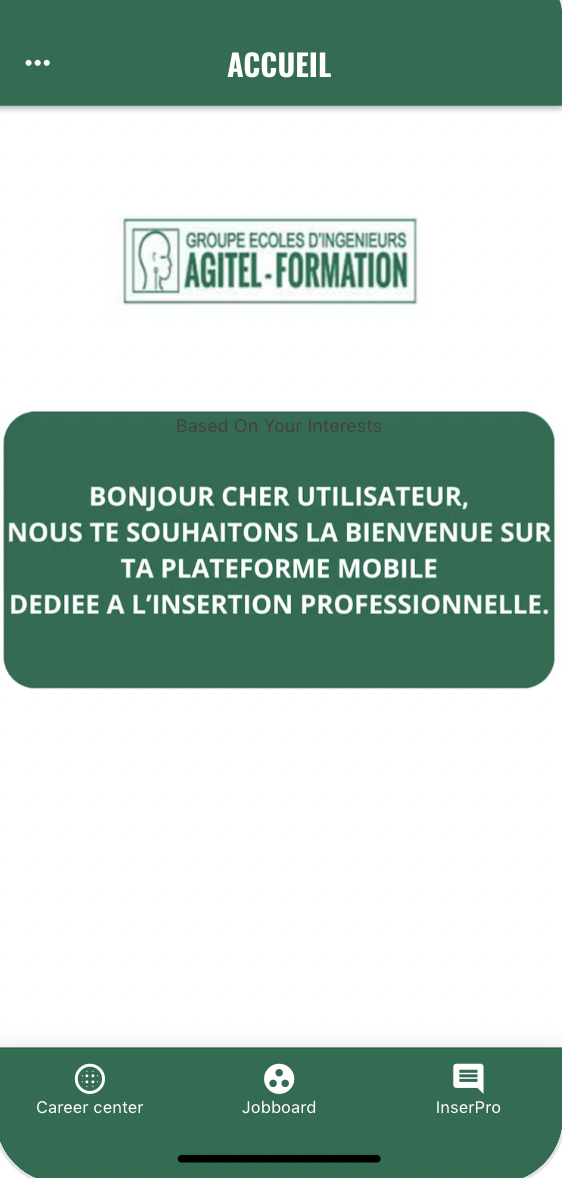 ACCUEIL
GROUPE ECOLES D'INGENIEURS
AGITEL - FORMATION
Based On Your Interests
BONJOUR CHER UTILISATEUR,
NOUS TE SOUHAITONS LA BIENVENUE SUR
TA PLATEFORME MOBILE
DEDIEE A L’INSERTION PROFESSIONNELLE.
Career center
Jobboard
InserPro